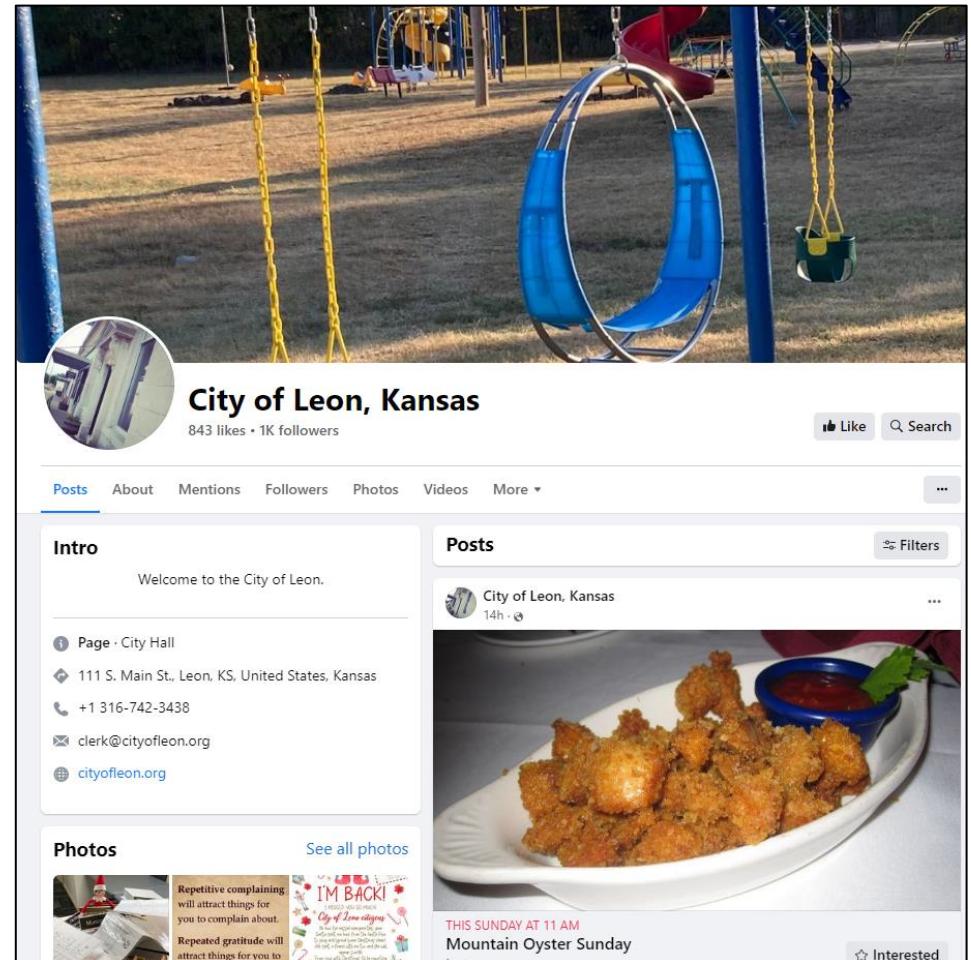 City of Leon, Kansas
843 likes • 1K followers
Like
Search
Posts
About
Mentions
Followers
Photos
Videos
More
Intro
Welcome to the City of Leon.
Page · City Hall
111 S. Main St., Leon, KS, United States, Kansas
+1 316-742-3438
clerk@cityofleon.org
cityofleon.org
Photos
See all photos
Repetitive complaining
will attract things for
you to complain about.
Repeated gratitude will
attract things for you to
I'M BACK!
City of Leon citizens
Posts
Filters
City of Leon, Kansas
14h ·
THIS SUNDAY AT 11 AM
Mountain Oyster Sunday
Interested